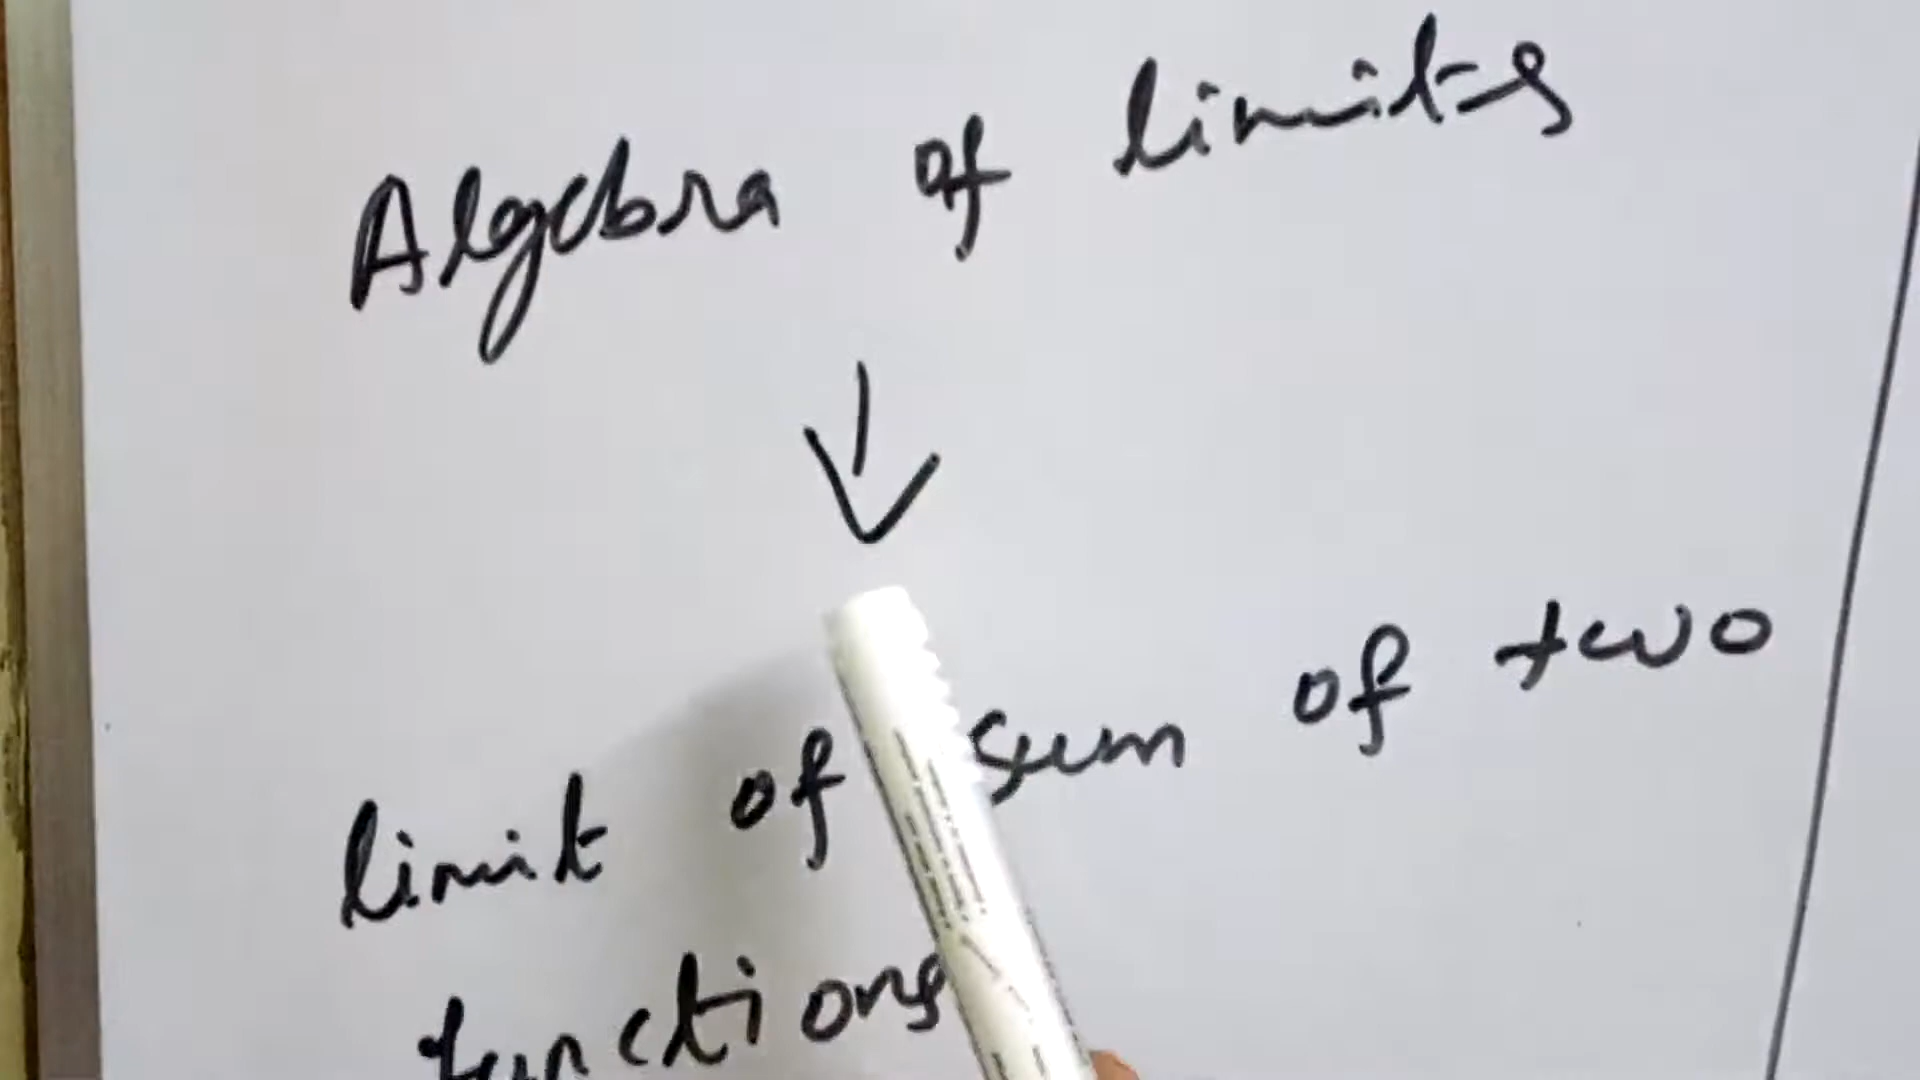 Algebra of limits
limit of sum of two
functions